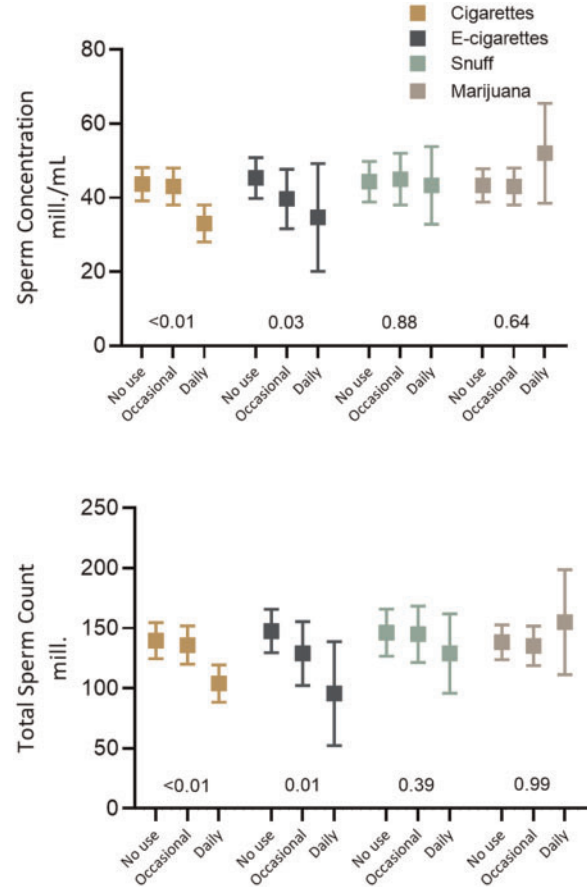 Cigarettes
E-cigarettes
Snuff
Marijuana
Sperm Concentration
mill./mL
80
60
40
20
0
<0.01 0.03 0.88 0.64
No use Occasional Daily No use Occasional Daily No use Occasional Daily No use Occasional Daily
Total Sperm Count
mill.
250
200
150
100
50
0
<0.01 0.01 0.39 0.99
No use Occasional Daily No use Occasional Daily No use Occasional Daily No use Occasional Daily